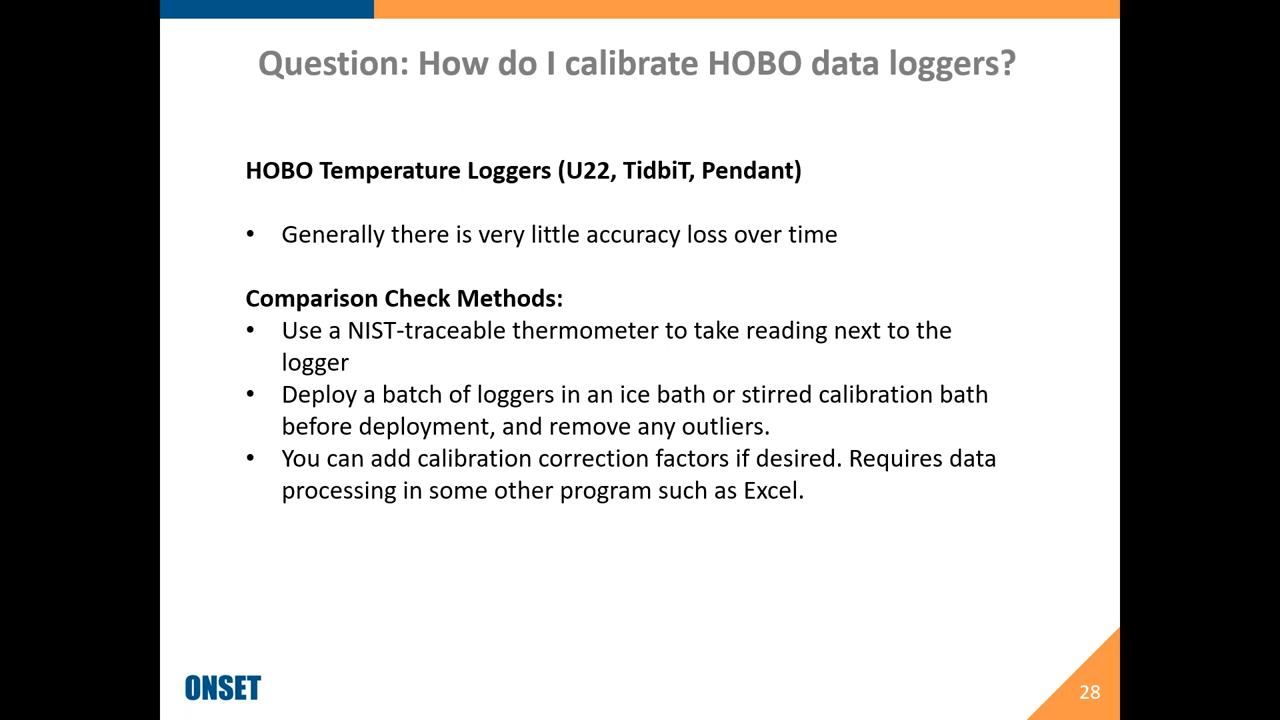 Question: How do I calibrate HOBO data loggers?
HOBO Temperature Loggers (U22, TidbiT, Pendant)
• Generally there is very little accuracy loss over time
Comparison Check Methods:
• Use a NIST-traceable thermometer to take reading next to the
logger
• Deploy a batch of loggers in an ice bath or stirred calibration bath
before deployment, and remove any outliers.
• You can add calibration correction factors if desired. Requires data
processing in some other program such as Excel.
ONSET
28